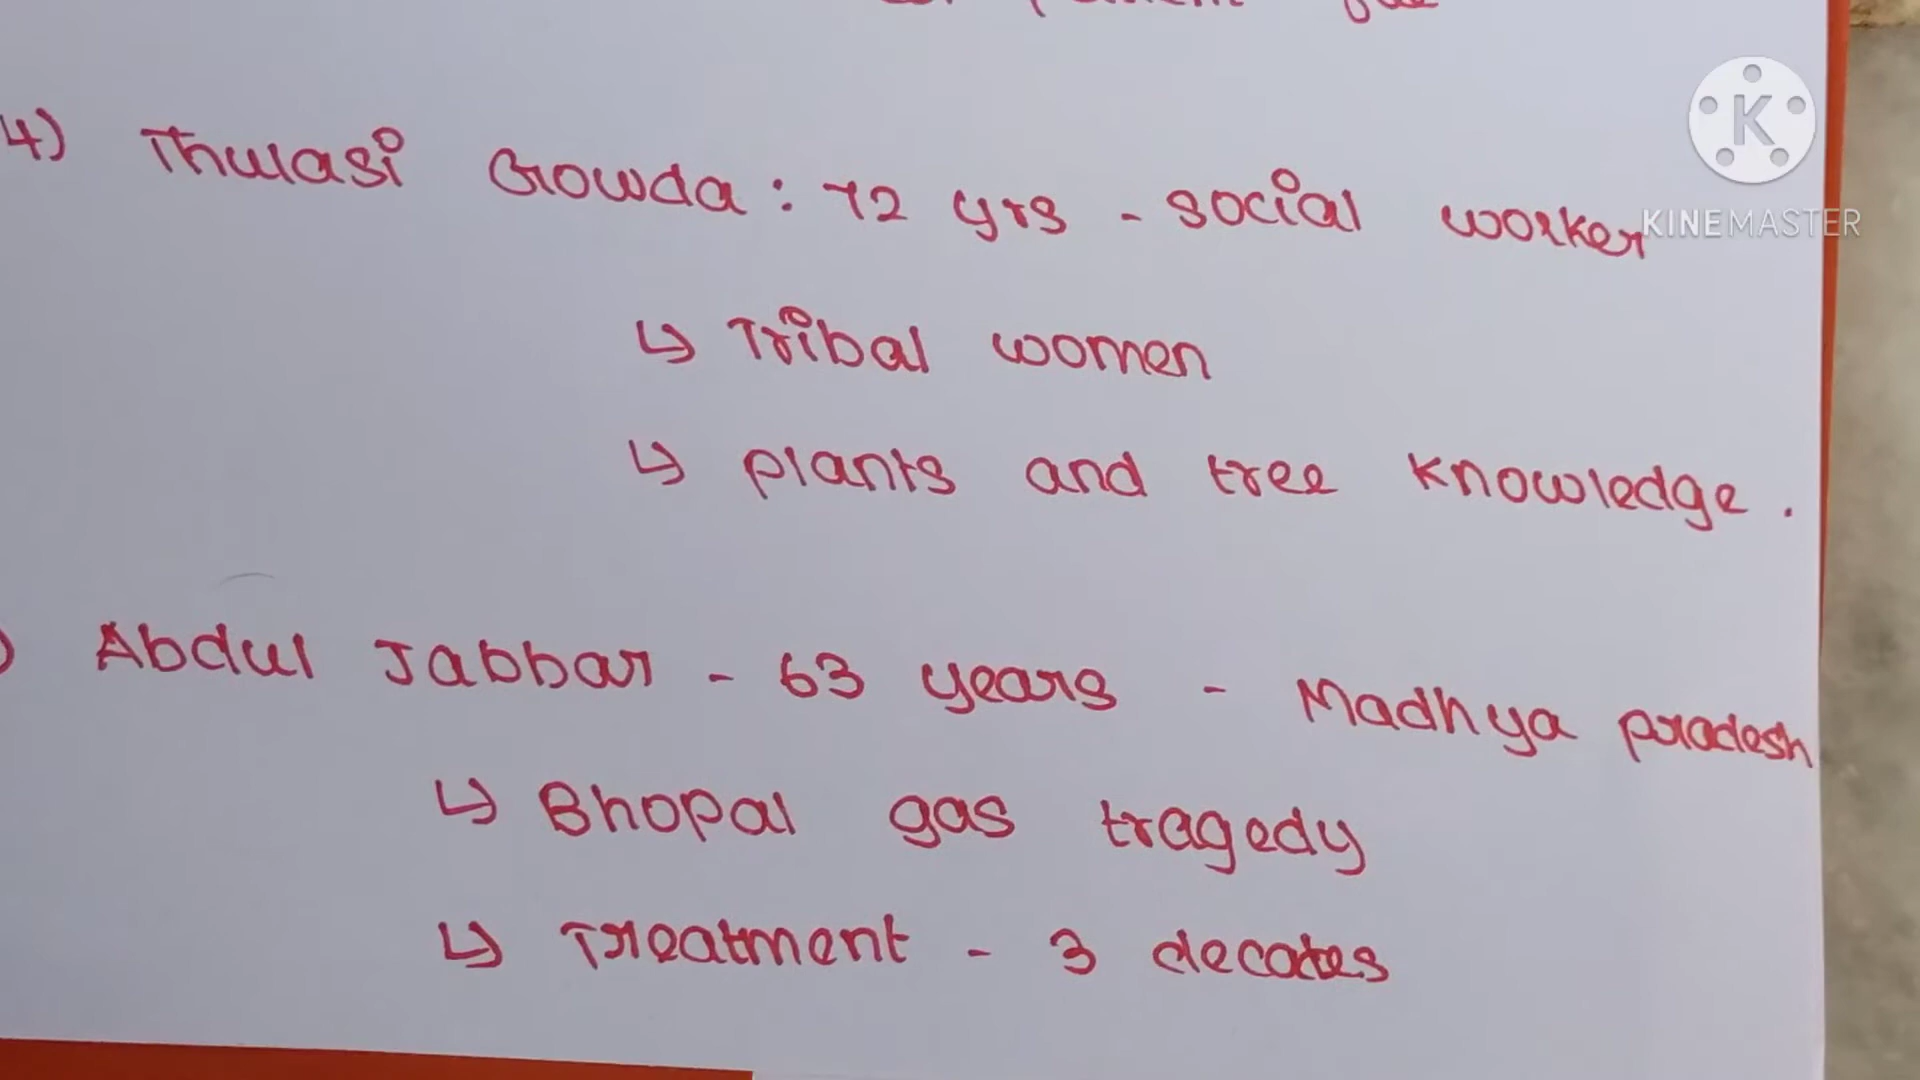 4) Thulasi Gowda : 72 yrs - social worker
↳ Tribal women
↳ plants and tree knowledge .
) Abdul Jabbar - 63 years - Madhya pradesh
↳ Bhopal gas tragedy
↳ Treatment - 3 decates
K
KINEMASTER